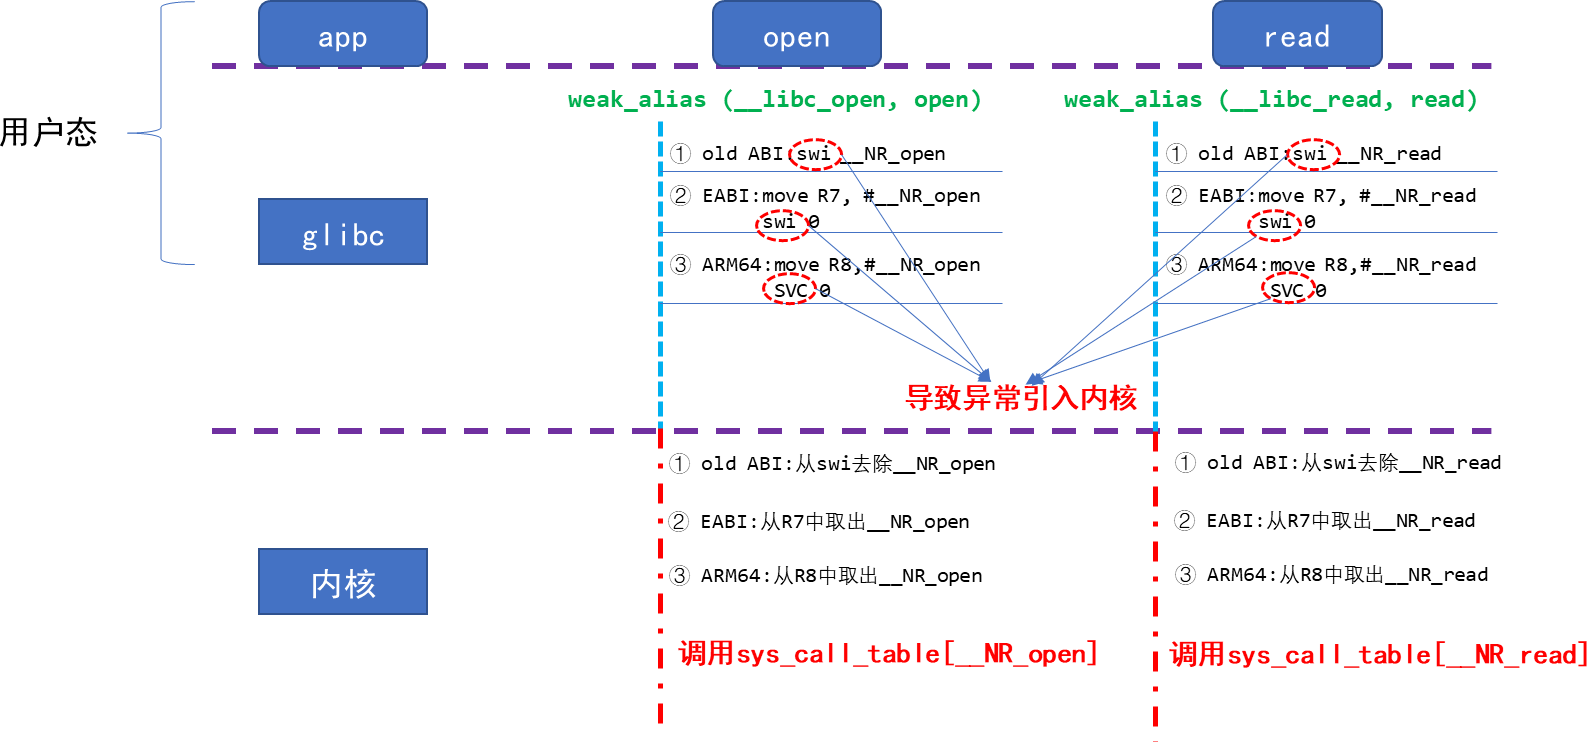 app
open
read
weak_alias (__libc_open, open)
weak_alias (__libc_read, read)
用户态
① old ABI:swi __NR_open
① old ABI:swi __NR_read
② EABI:move R7, #__NR_open
swi 0
② EABI:move R7, #__NR_read
swi 0
glibc
③ ARM64:move R8,#__NR_open
SVC 0
③ ARM64:move R8,#__NR_read
SVC 0
导致异常引入内核
① old ABI:从swi去除__NR_open
① old ABI:从swi去除__NR_read
② EABI:从R7中取出__NR_open
② EABI:从R7中取出__NR_read
内核
③ ARM64:从R8中取出__NR_open
③ ARM64:从R8中取出__NR_read
调用sys_call_table[__NR_open]
调用sys_call_table[__NR_read]